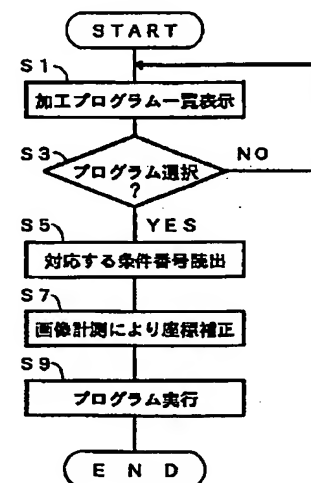 START
S1
加工プログラム一覧表示
S3
プログラム選択
?
NO
YES
S5
対応する条件番号読出
S7
画像計測により座標補正
S9
プログラム実行
END